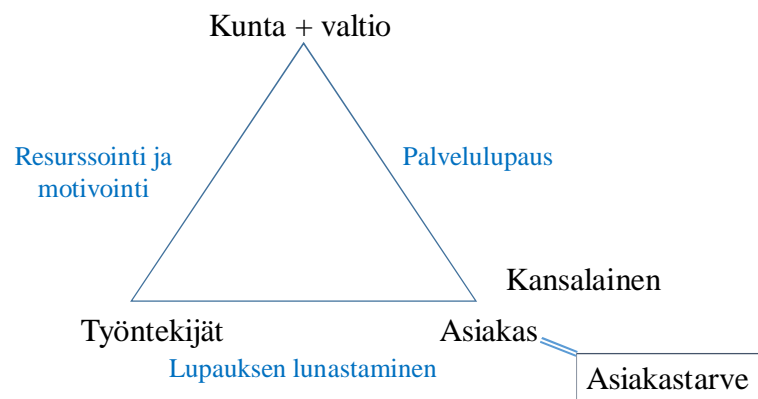 Kunta + valtio
Resurssointi ja
motivointi
Palvelulupaus
Kansalainen
Työntekijät
Asiakas
Lupauksen lunastaminen
Asiakastarve